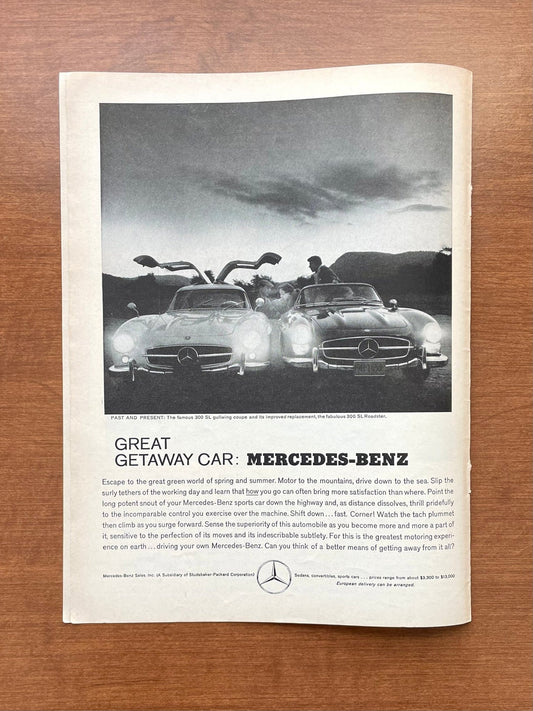 PAST AND PRESENT: The famous 300 SL gullwing coupe and its improved replacement, the fabulous 300 SL Roadster.
GREAT
GETAWAY CAR: MERCEDES-BENZ
Escape to the great green world of spring and summer. Motor to the mountains, drive down to the sea. Slip the
surly tethers of the working day and learn that how you go can often bring more satisfaction than where. Point the
long potent snout of your Mercedes-Benz sports car down the highway and, as distance dissolves, thrill pridefully
to the incomparable control you exercise over the machine. Shift down...fast. Corner! Watch the tach plummet
then climb as you surge forward. Sense the superiority of this automobile as you become more and more a part of
it, sensitive to the perfection of its moves and its indescribable subtlety. For this is the greatest motoring experi-
ence on earth...driving your own Mercedes-Benz. Can you think of a better means of getting away from it all?
Mercedes-Benz Sales, Inc. (A Subsidiary of Studebaker-Packard Corporation)
Sedans, convertibles, sports cars...prices range from about $3,300 to $13,000
European delivery can be arranged.